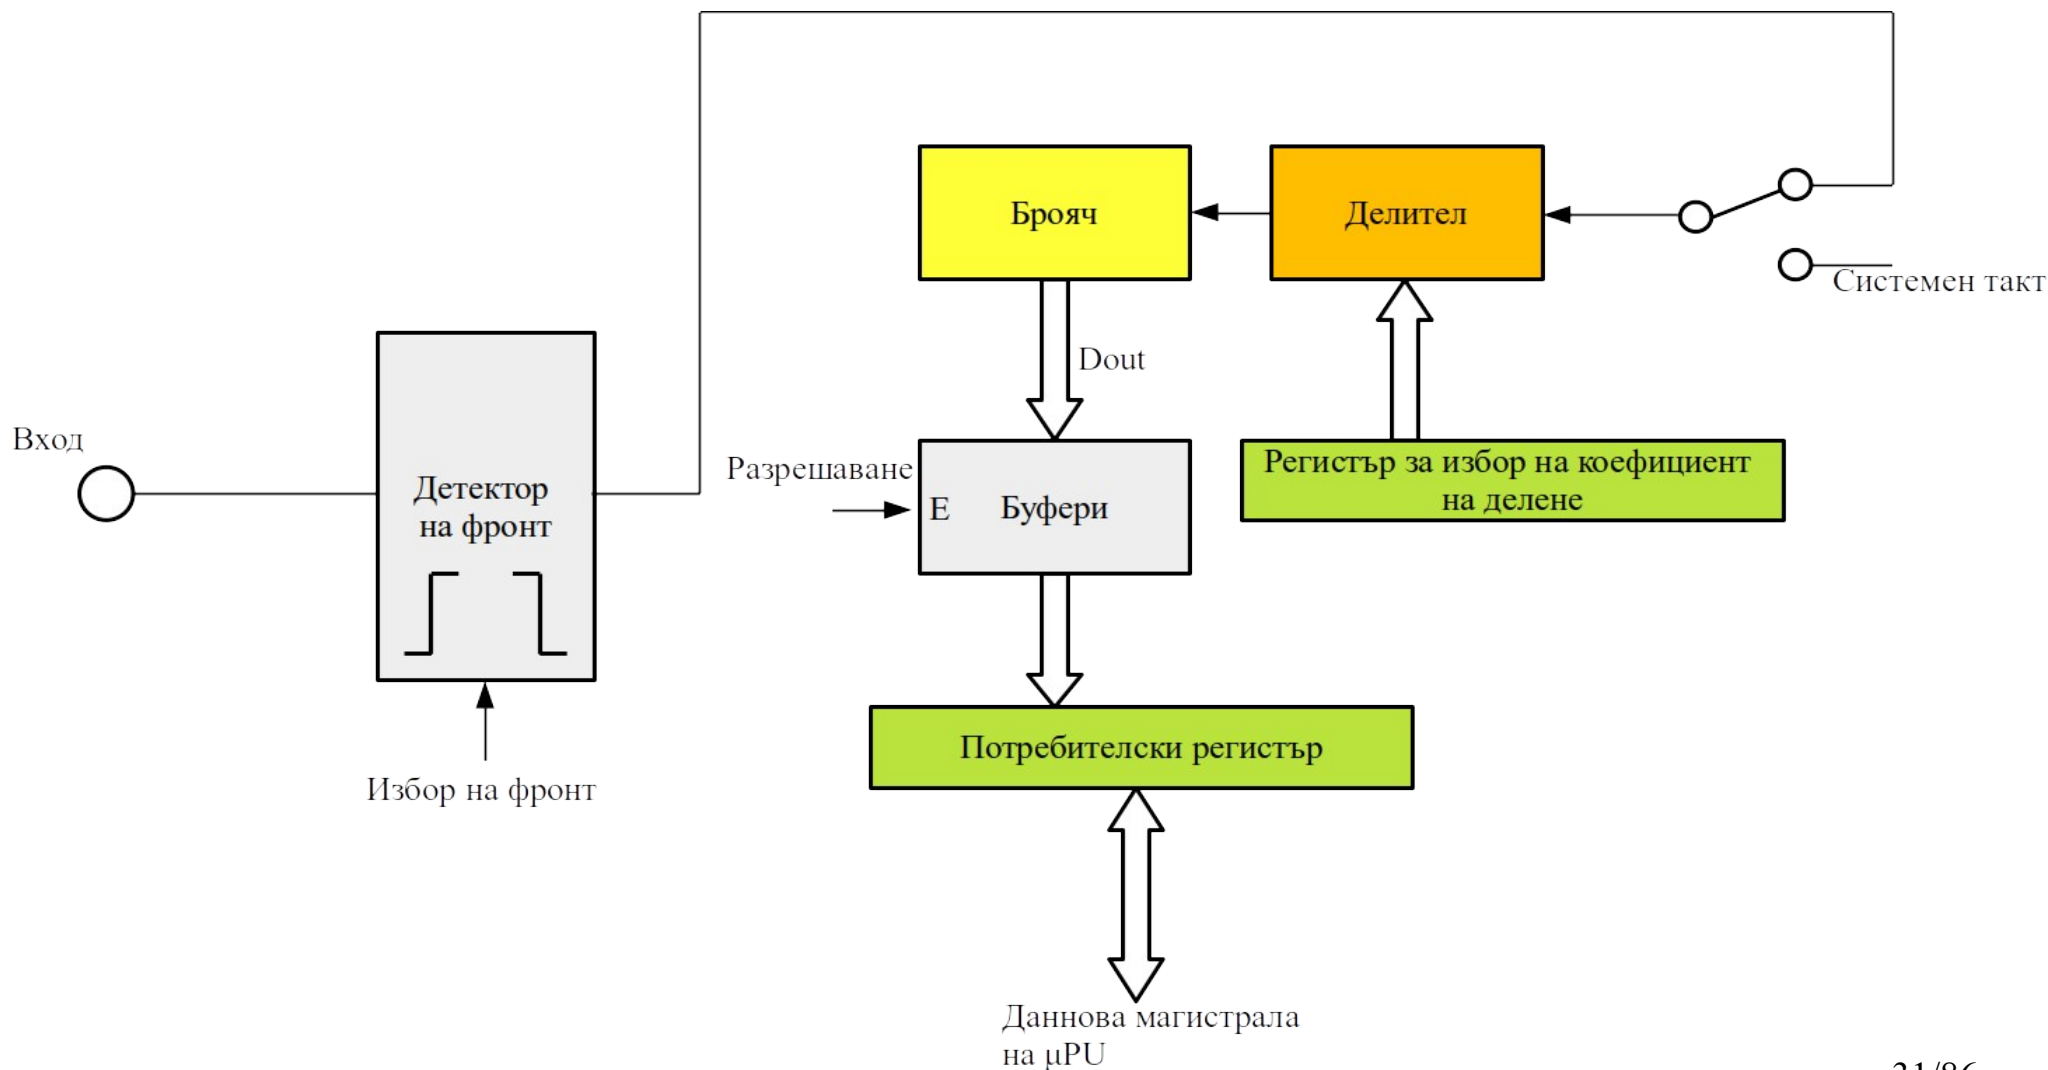 Брояч
Делител
Системен такт
Dout
Вход
Разрешаване
E
Буфери
Регистър за избор на коефициент
на делене
Детектор
на фронт
Потребителски регистър
Избор на фронт
Даннова магистрала
на μPU